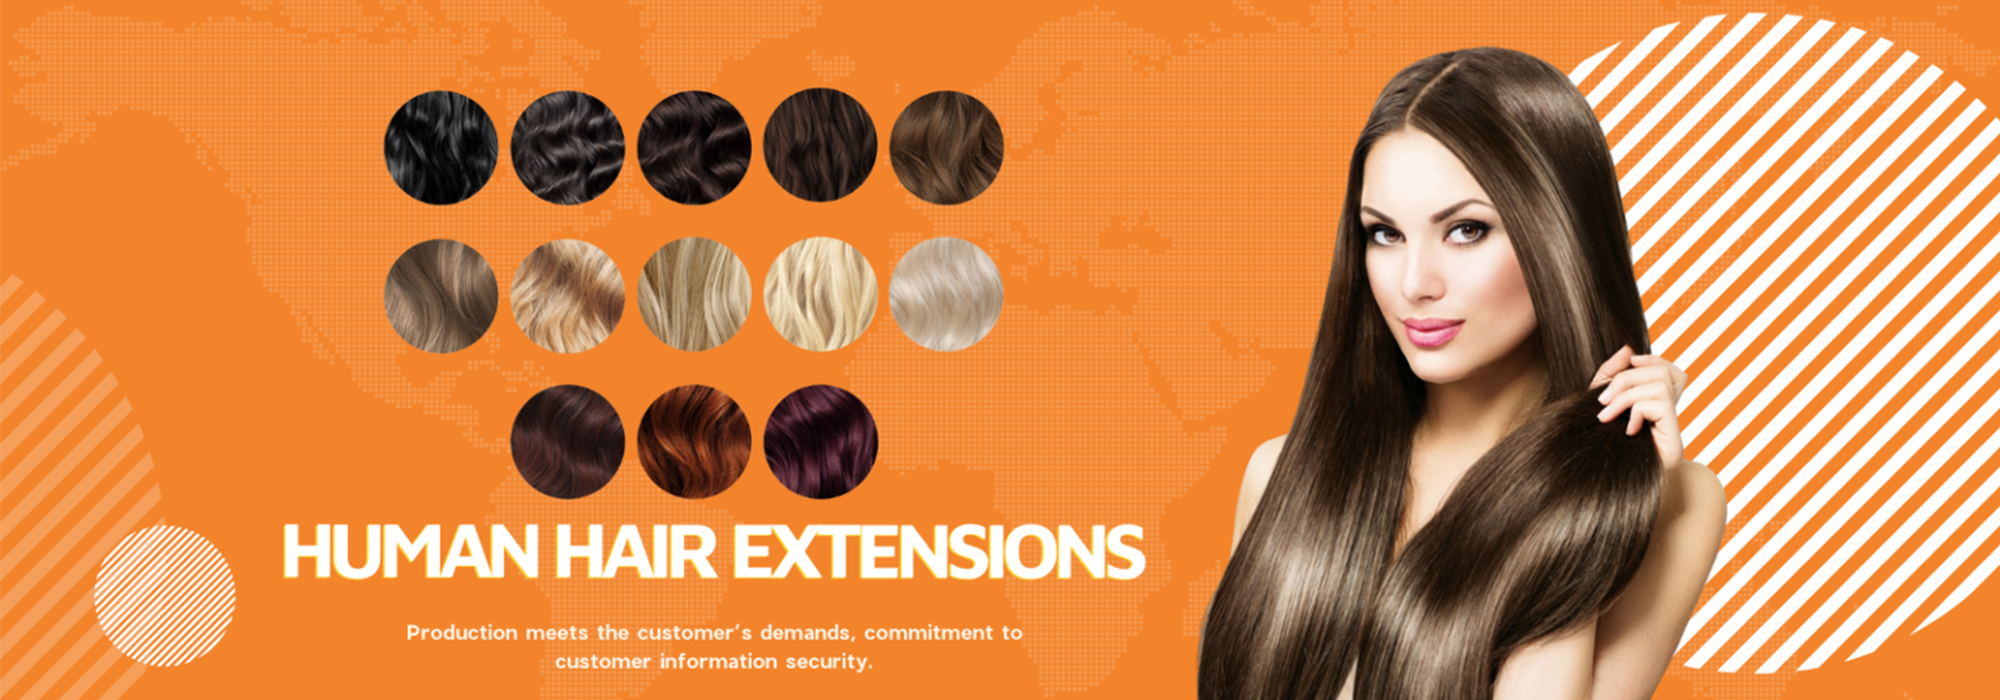 HUMAN HAIR EXTENSIONS
Production meets the customer's demands, commitment to
customer information security.